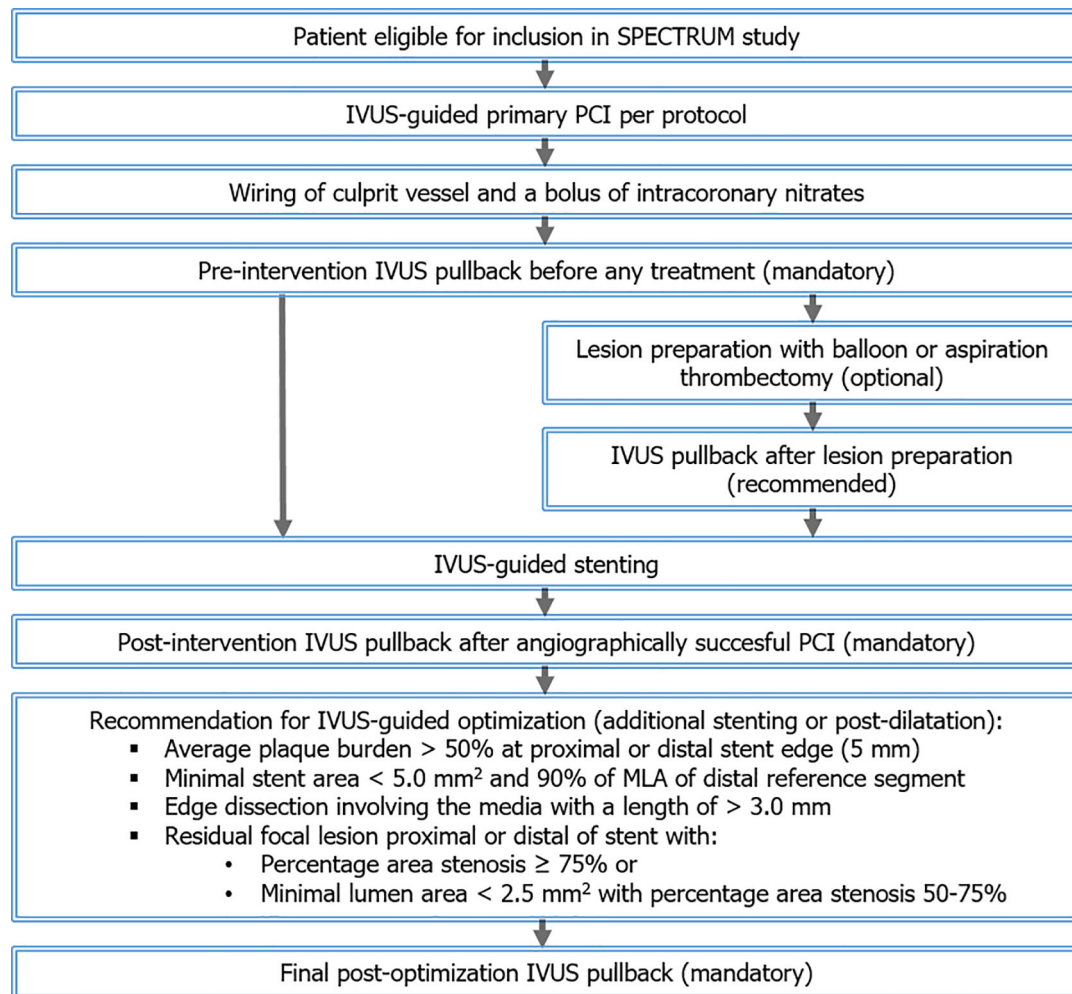 Patient eligible for inclusion in SPECTRUM study
IVUS-guided primary PCI per protocol
Wiring of culprit vessel and a bolus of intracoronary nitrates
Pre-intervention IVUS pullback before any treatment (mandatory)
Lesion preparation with balloon or aspiration
thrombectomy (optional)
IVUS pullback after lesion preparation
(recommended)
IVUS-guided stenting
Post-intervention IVUS pullback after angiographically succesful PCI (mandatory)
Recommendation for IVUS-guided optimization (additional stenting or post-dilatation):
▪ Average plaque burden > 50% at proximal or distal stent edge (5 mm)
▪ Minimal stent area < 5.0 mm² and 90% of MLA of distal reference segment
▪ Edge dissection involving the media with a length of > 3.0 mm
▪ Residual focal lesion proximal or distal of stent with:
• Percentage area stenosis ≥ 75% or
• Minimal lumen area < 2.5 mm² with percentage area stenosis 50-75%
Final post-optimization IVUS pullback (mandatory)